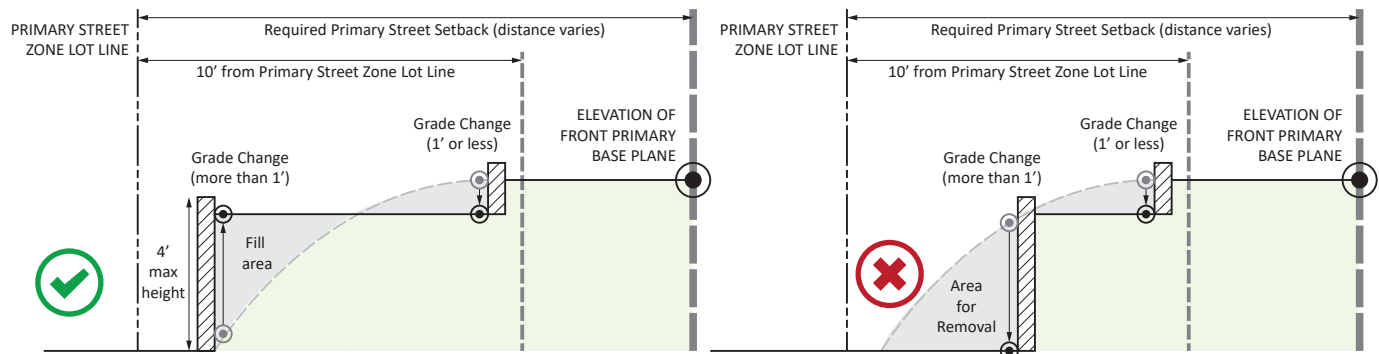 PRIMARY STREET
ZONE LOT LINE
Required Primary Street Setback (distance varies)
10’ from Primary Street Zone Lot Line
Grade Change
(1’ or less)
ELEVATION OF
FRONT PRIMARY
BASE PLANE
Grade Change
(more than 1’)
Fill
area
4’
max
height
PRIMARY STREET
ZONE LOT LINE
Required Primary Street Setback (distance varies)
10’ from Primary Street Zone Lot Line
Grade Change
(1’ or less)
ELEVATION OF
FRONT PRIMARY
BASE PLANE
Grade Change
(more than 1’)
Area
for
Removal